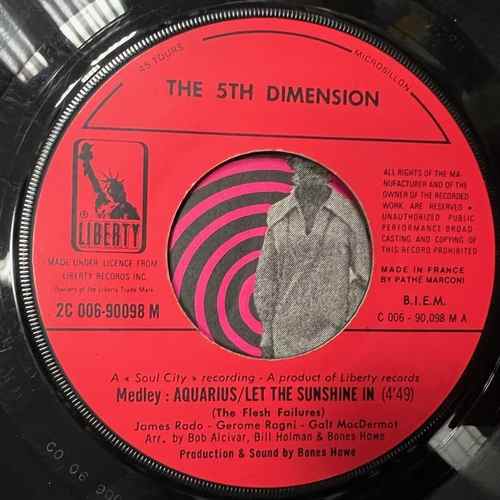 45 TOURS
MICROSILLON
THE 5TH DIMENSION
LIBERTY
MADE UNDER LICENCE FROM
LIBERTY RECORDS INC.
Owners of the Liberty Trade Mark
2C 006-90098 M
ALL RIGHTS OF THE MA-
NUFACTURER AND OF THE
OWNER OF THE RECORDED
WORK ARE RESERVED •
UNAUTHORIZED PUBLIC
PERFORMANCE BROAD
CASTING AND COPYING OF
THIS RECORD PROHIBITED
MADE IN FRANCE
BY PATHÉ MARCONI
B.I.E.M.
C 006 - 90,098 M A
A « Soul City » recording - A product of Liberty records
Medley : AQUARIUS/LET THE SUNSHINE IN (4'49)
(The Flesh Failures)
James Rado - Gerome Ragni - Galt MacDermot
Arr. by Bob Alcivar, Bill Holman & Bones Howe
Production & Sound by Bones Howe